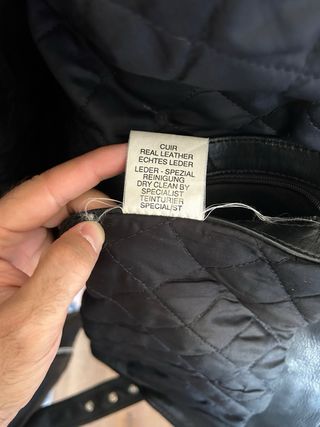 CUIR
REAL LEATHER
ECHTES LEDER
LEDER - SPEZIAL
REINIGUNG
DRY CLEAN BY
SPECIALIST
TEINTURIER
SPECIALIST